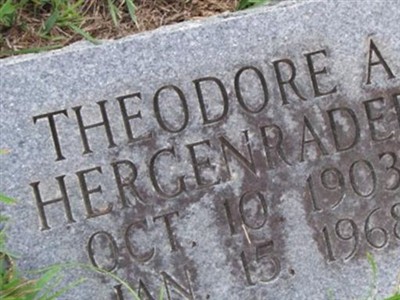 THEODORE A
HERGENRADER
OCT. 10 1903
JAN. 15. 1968